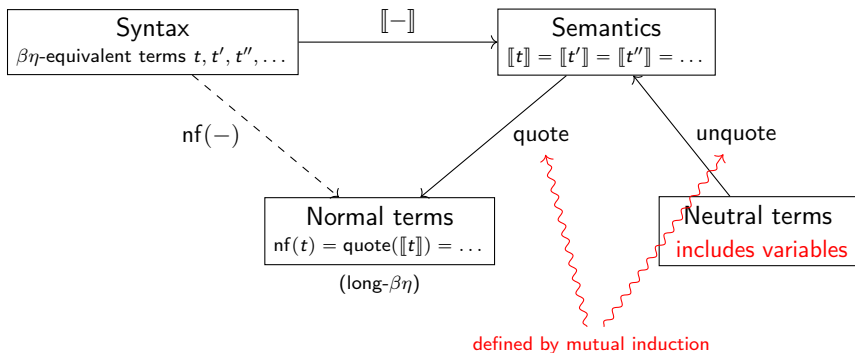 Syntax
βη-equivalent terms t, t′, t″, . . .
⟦−⟧
Semantics
⟦t⟧ = ⟦t′⟧ = ⟦t″⟧ = . . .
nf(−)
quote
unquote
Normal terms
nf(t) = quote(⟦t⟧) = . . .
(long-βη)
Neutral terms
includes variables
defined by mutual induction